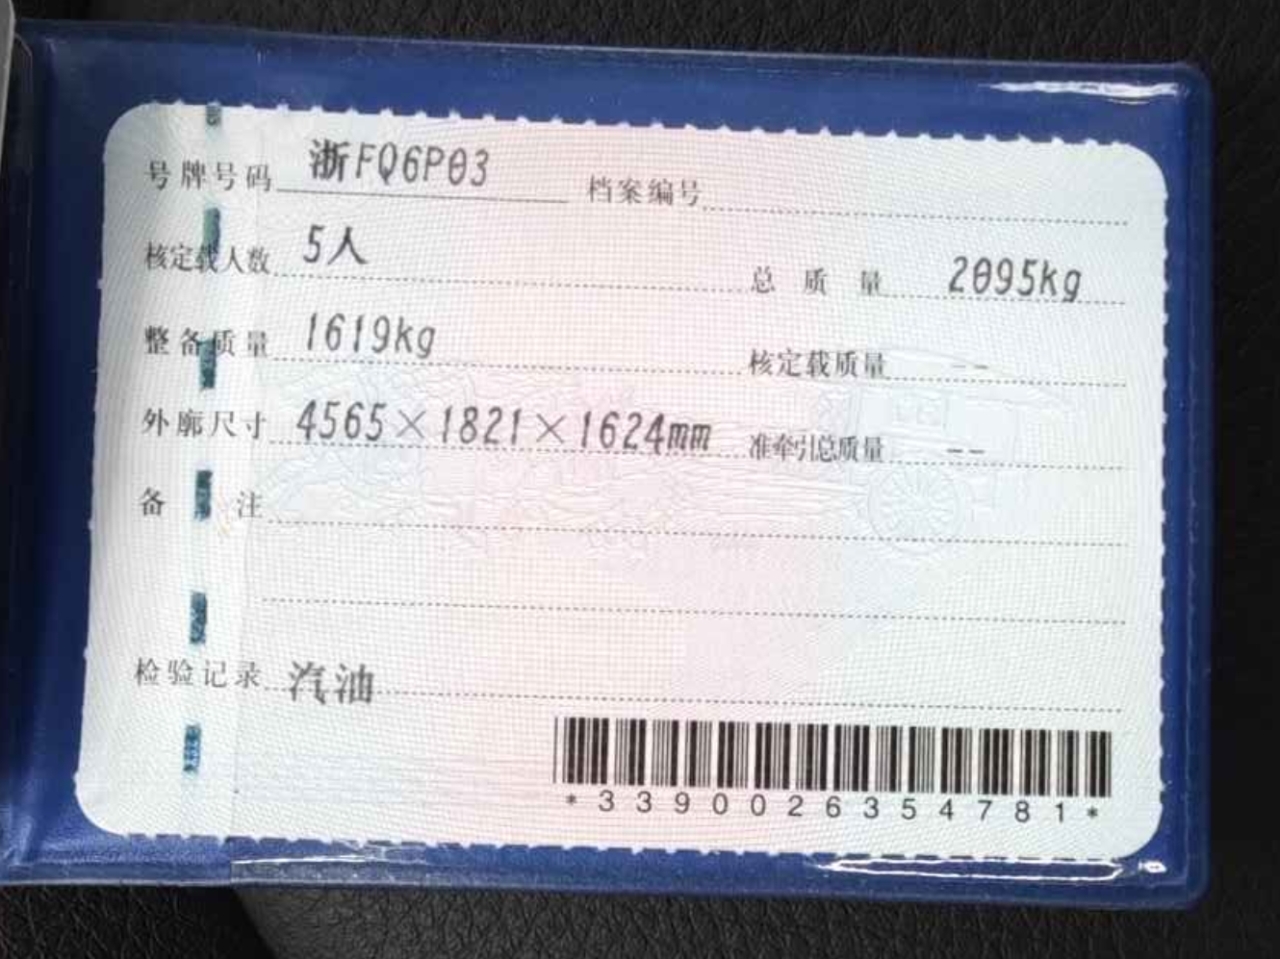 号牌号码 浙FQ6P03 档案编号
核定载人数 5人 总质量 2095kg
整备质量 1619kg 核定载质量 --
外廓尺寸 4565×1821×1624mm 准牵引总质量 --
备注
检验记录 汽油
*3390026354781*